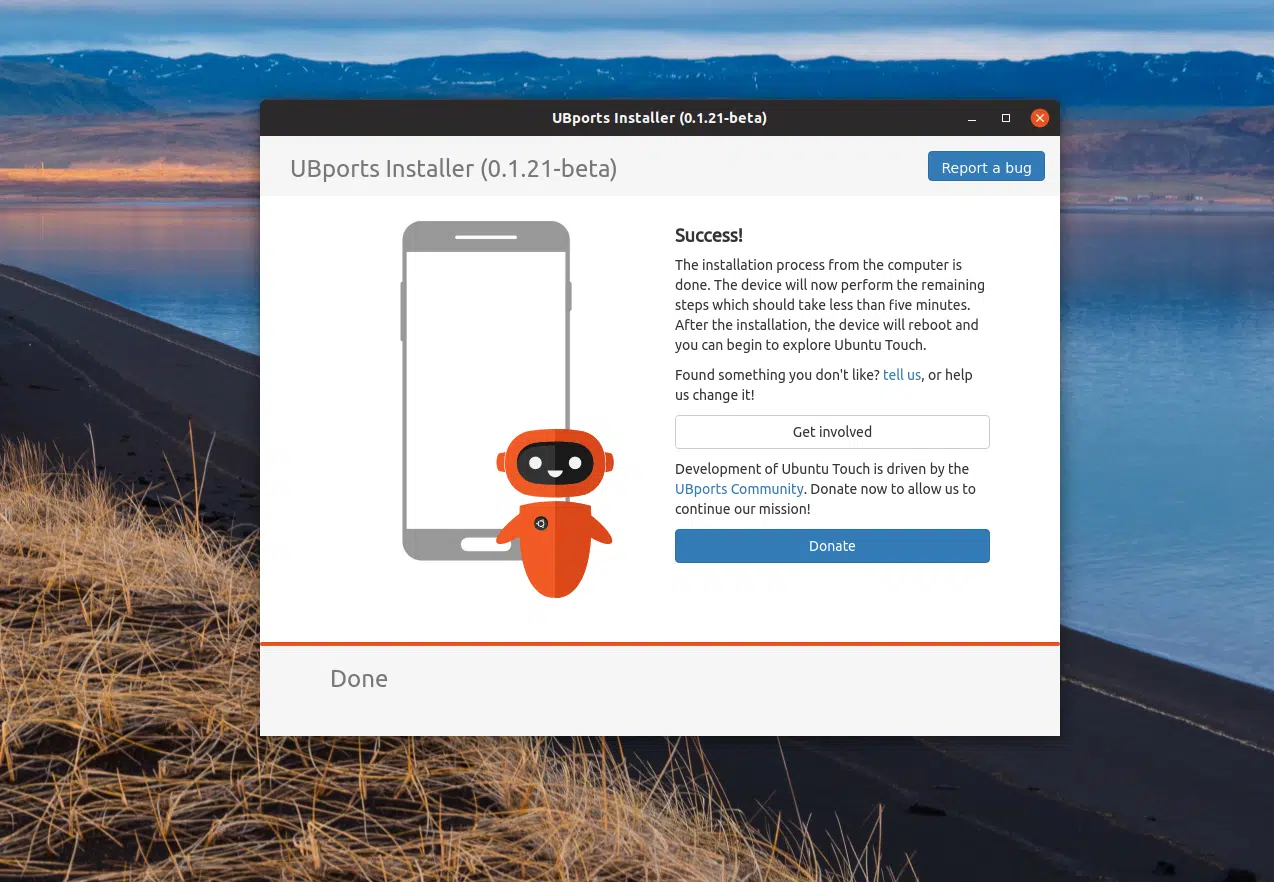 UBports Installer (0.1.21-beta)
UBports Installer (0.1.21-beta)
Report a bug
Success!
The installation process from the computer is
done. The device will now perform the remaining
steps which should take less than five minutes.
After the installation, the device will reboot and
you can begin to explore Ubuntu Touch.
Found something you don't like? tell us, or help
us change it!
Get involved
Development of Ubuntu Touch is driven by the
UBports Community. Donate now to allow us to
continue our mission!
Donate
Done